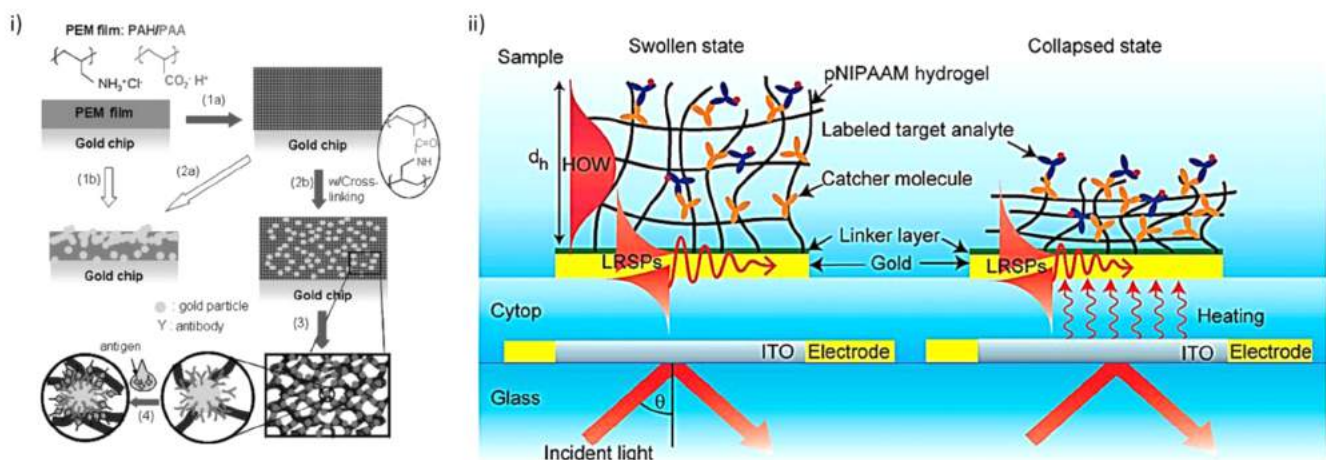 i)
PEM film: PAH/PAA
NH₃⁺Cl⁻
CO₂⁻ H⁺
PEM film
Gold chip
(1a)
Gold chip
C=O
NH
(1b)
(2a)
(2b)
w/Cross-
linking
Gold chip
Gold chip
: gold particle
Y : antibody
antigen
(3)
(4)
ii)
Swollen state
Collapsed state
Sample
pNIPAAM hydrogel
Labeled target analyte
dh
HOW
Catcher molecule
Linker layer
LRSPs
Gold
LRSPs
Cytop
Heating
ITO
Electrode
ITO
Electrode
Glass
θ
Incident light